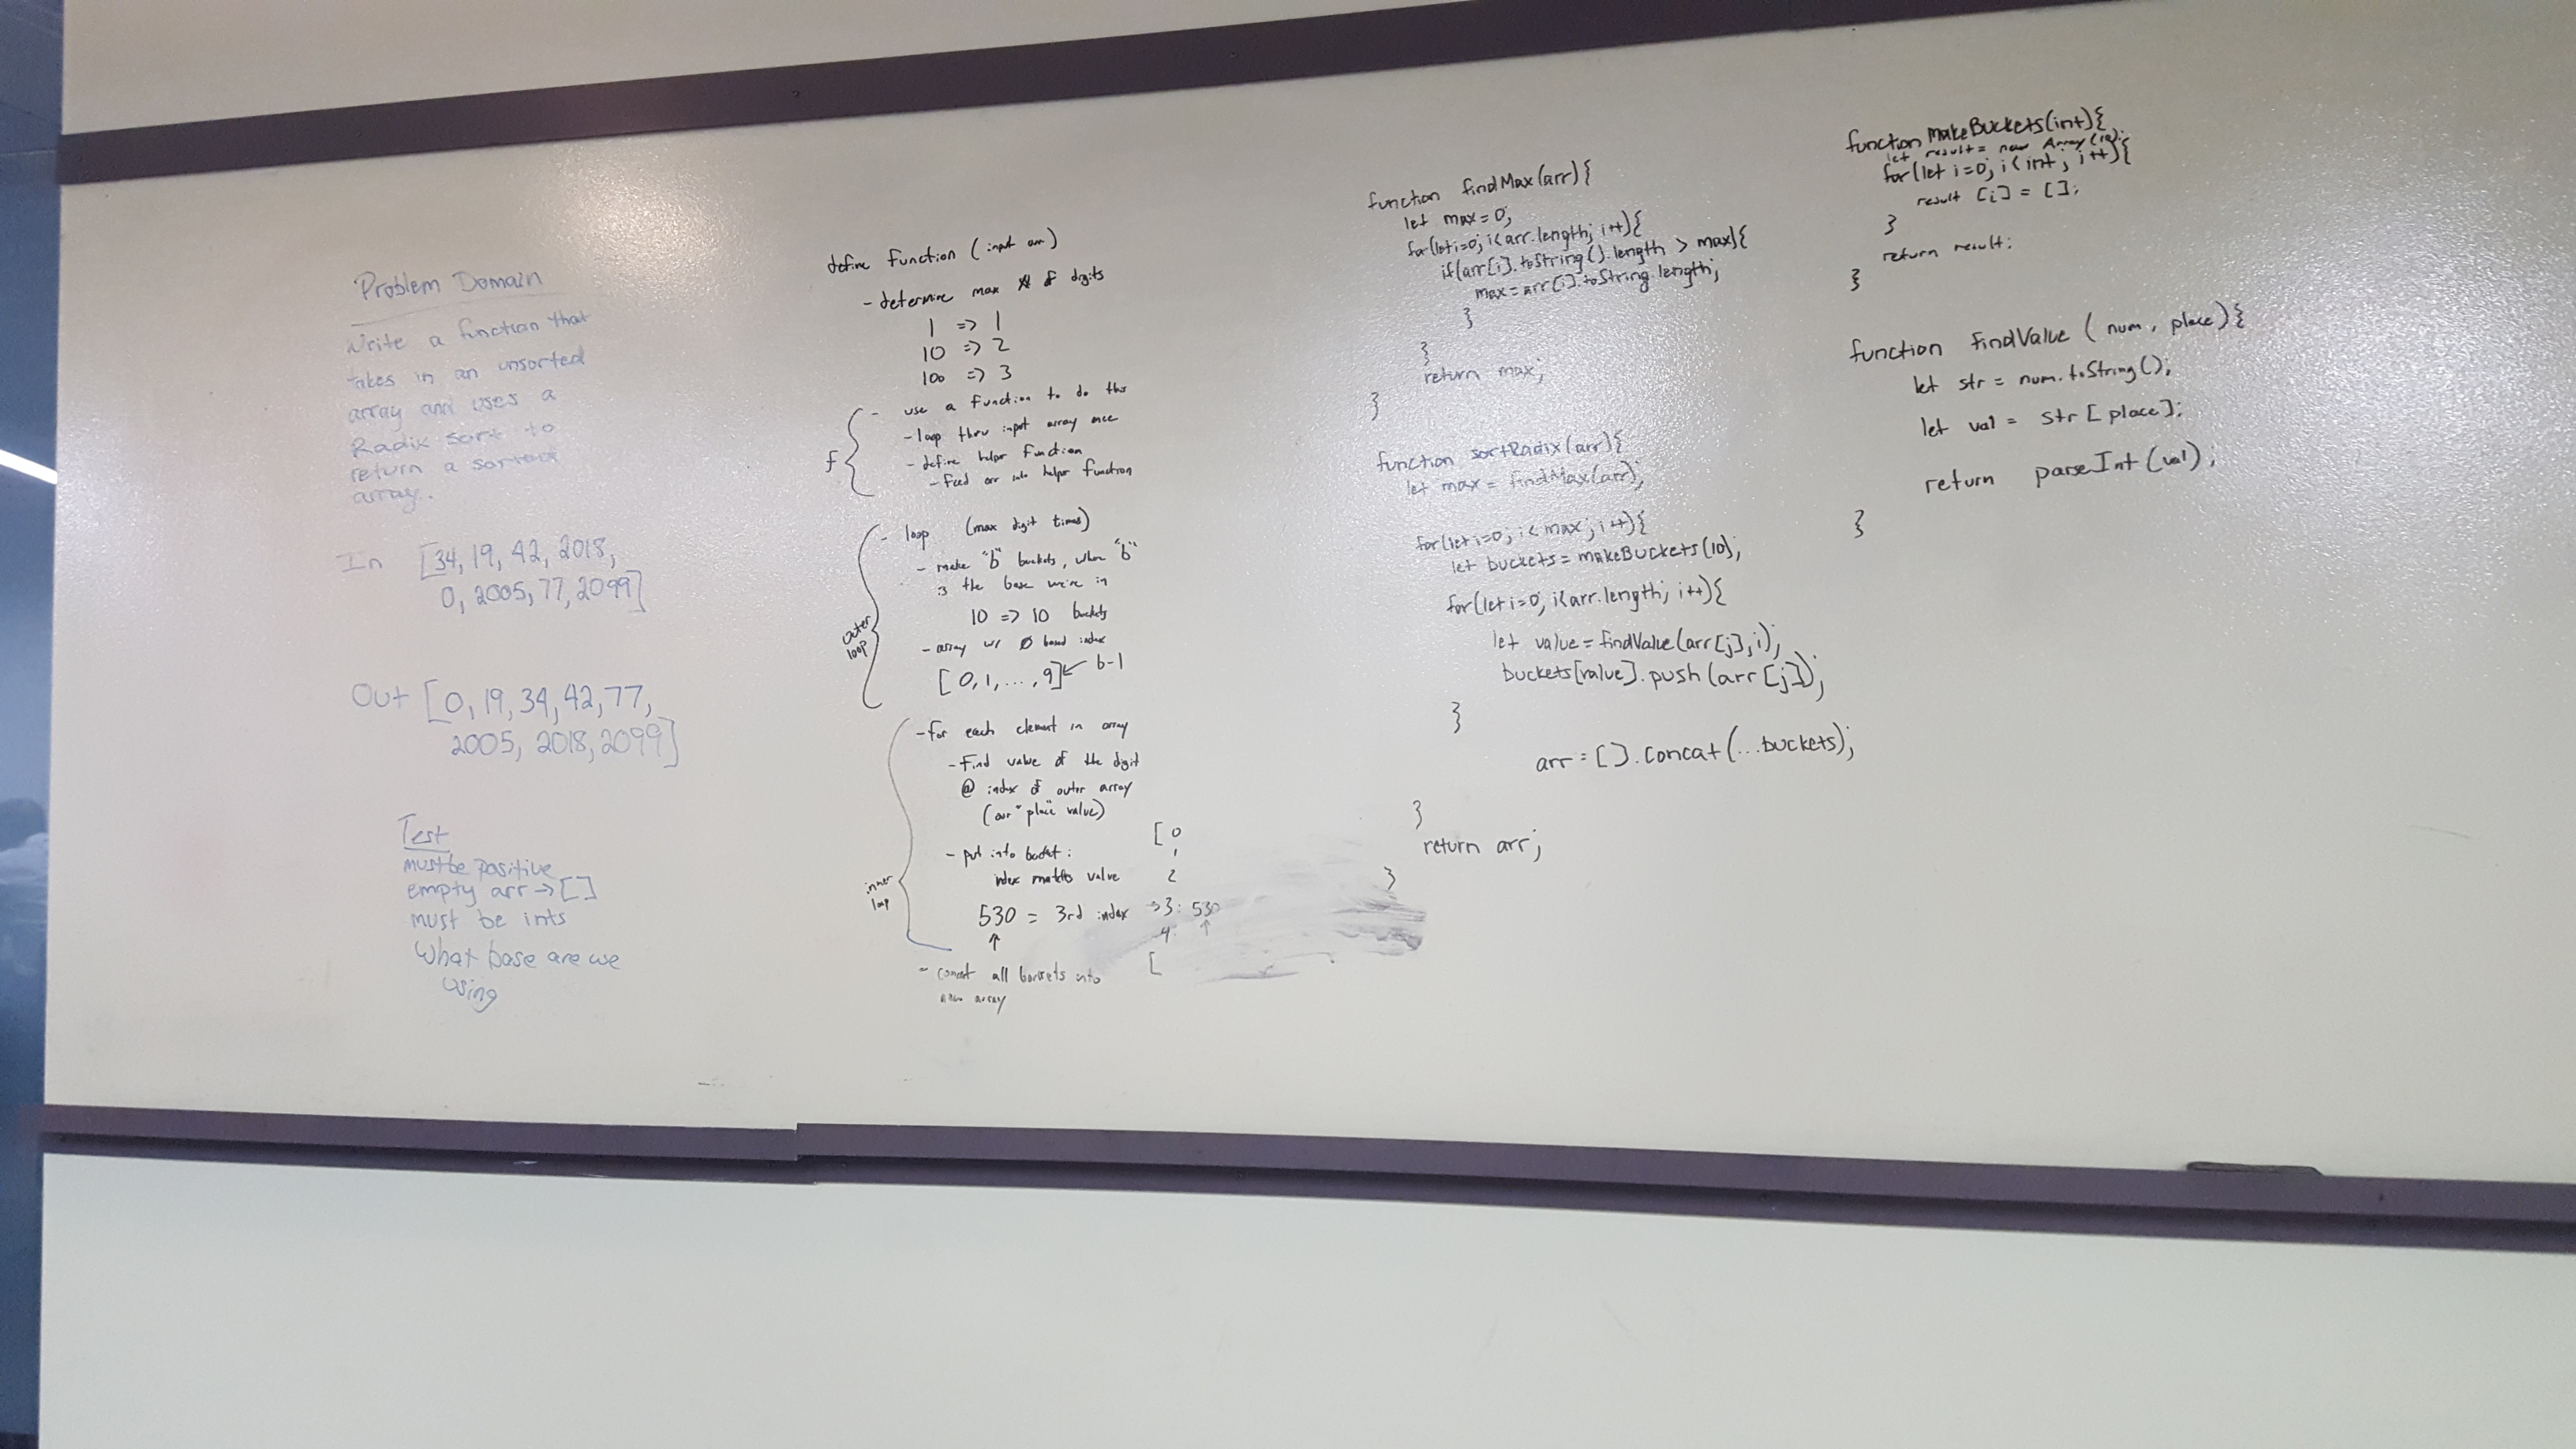 Problem Domain
Write a function that
takes in an unsorted
array and uses a
Radix sort to
return a sorted
array.
In [34, 19, 42, 2018,
0, 2005, 77, 2099]
Out [0, 19, 34, 42, 77,
2005, 2018, 2099]
Test
must be positive
empty arr → []
must be ints
What base are we
using
define function (input arr)
- determine max # of digits
1 => 1
10 => 2
100 => 3
f
- use a function to do this
- loop thru input array once
- define helper function
- feed arr into helper function
outer loop
- loop (max digit times)
- make "b" buckets, where "b"
is the base we're in
10 => 10 buckets
- array w/ Ø based index
[0, 1, ..., 9] ← b-1
inner loop
- for each element in array
- Find value of the digit
@ index of outer array
(our "place" value)
- put into bucket:
index matches value
530 = 3rd index → 3: 530
↑ ↑
[ 0
1
2
4
[
- concat all buckets into
new array
function findMax(arr){
let max = 0;
for(let i=0; i<arr.length; i++){
if(arr[i].toString().length > max){
max = arr[i].toString.length;
}
}
return max;
}
function sortRadix(arr){
let max = findMax(arr);
for(let i=0; i<max; i++){
let buckets = makeBuckets(10);
for(let i=0; i<arr.length; i++){
let value = findValue(arr[j], i);
buckets[value].push(arr[j]);
}
arr = [].concat(...buckets);
}
return arr;
}
function makeBuckets(int){
let result = new Array(10);
for(let i=0; i<int; i++){
result [i] = [];
}
return result;
}
function findValue (num, place){
let str = num.toString();
let val = str[place];
return parseInt(val);
}